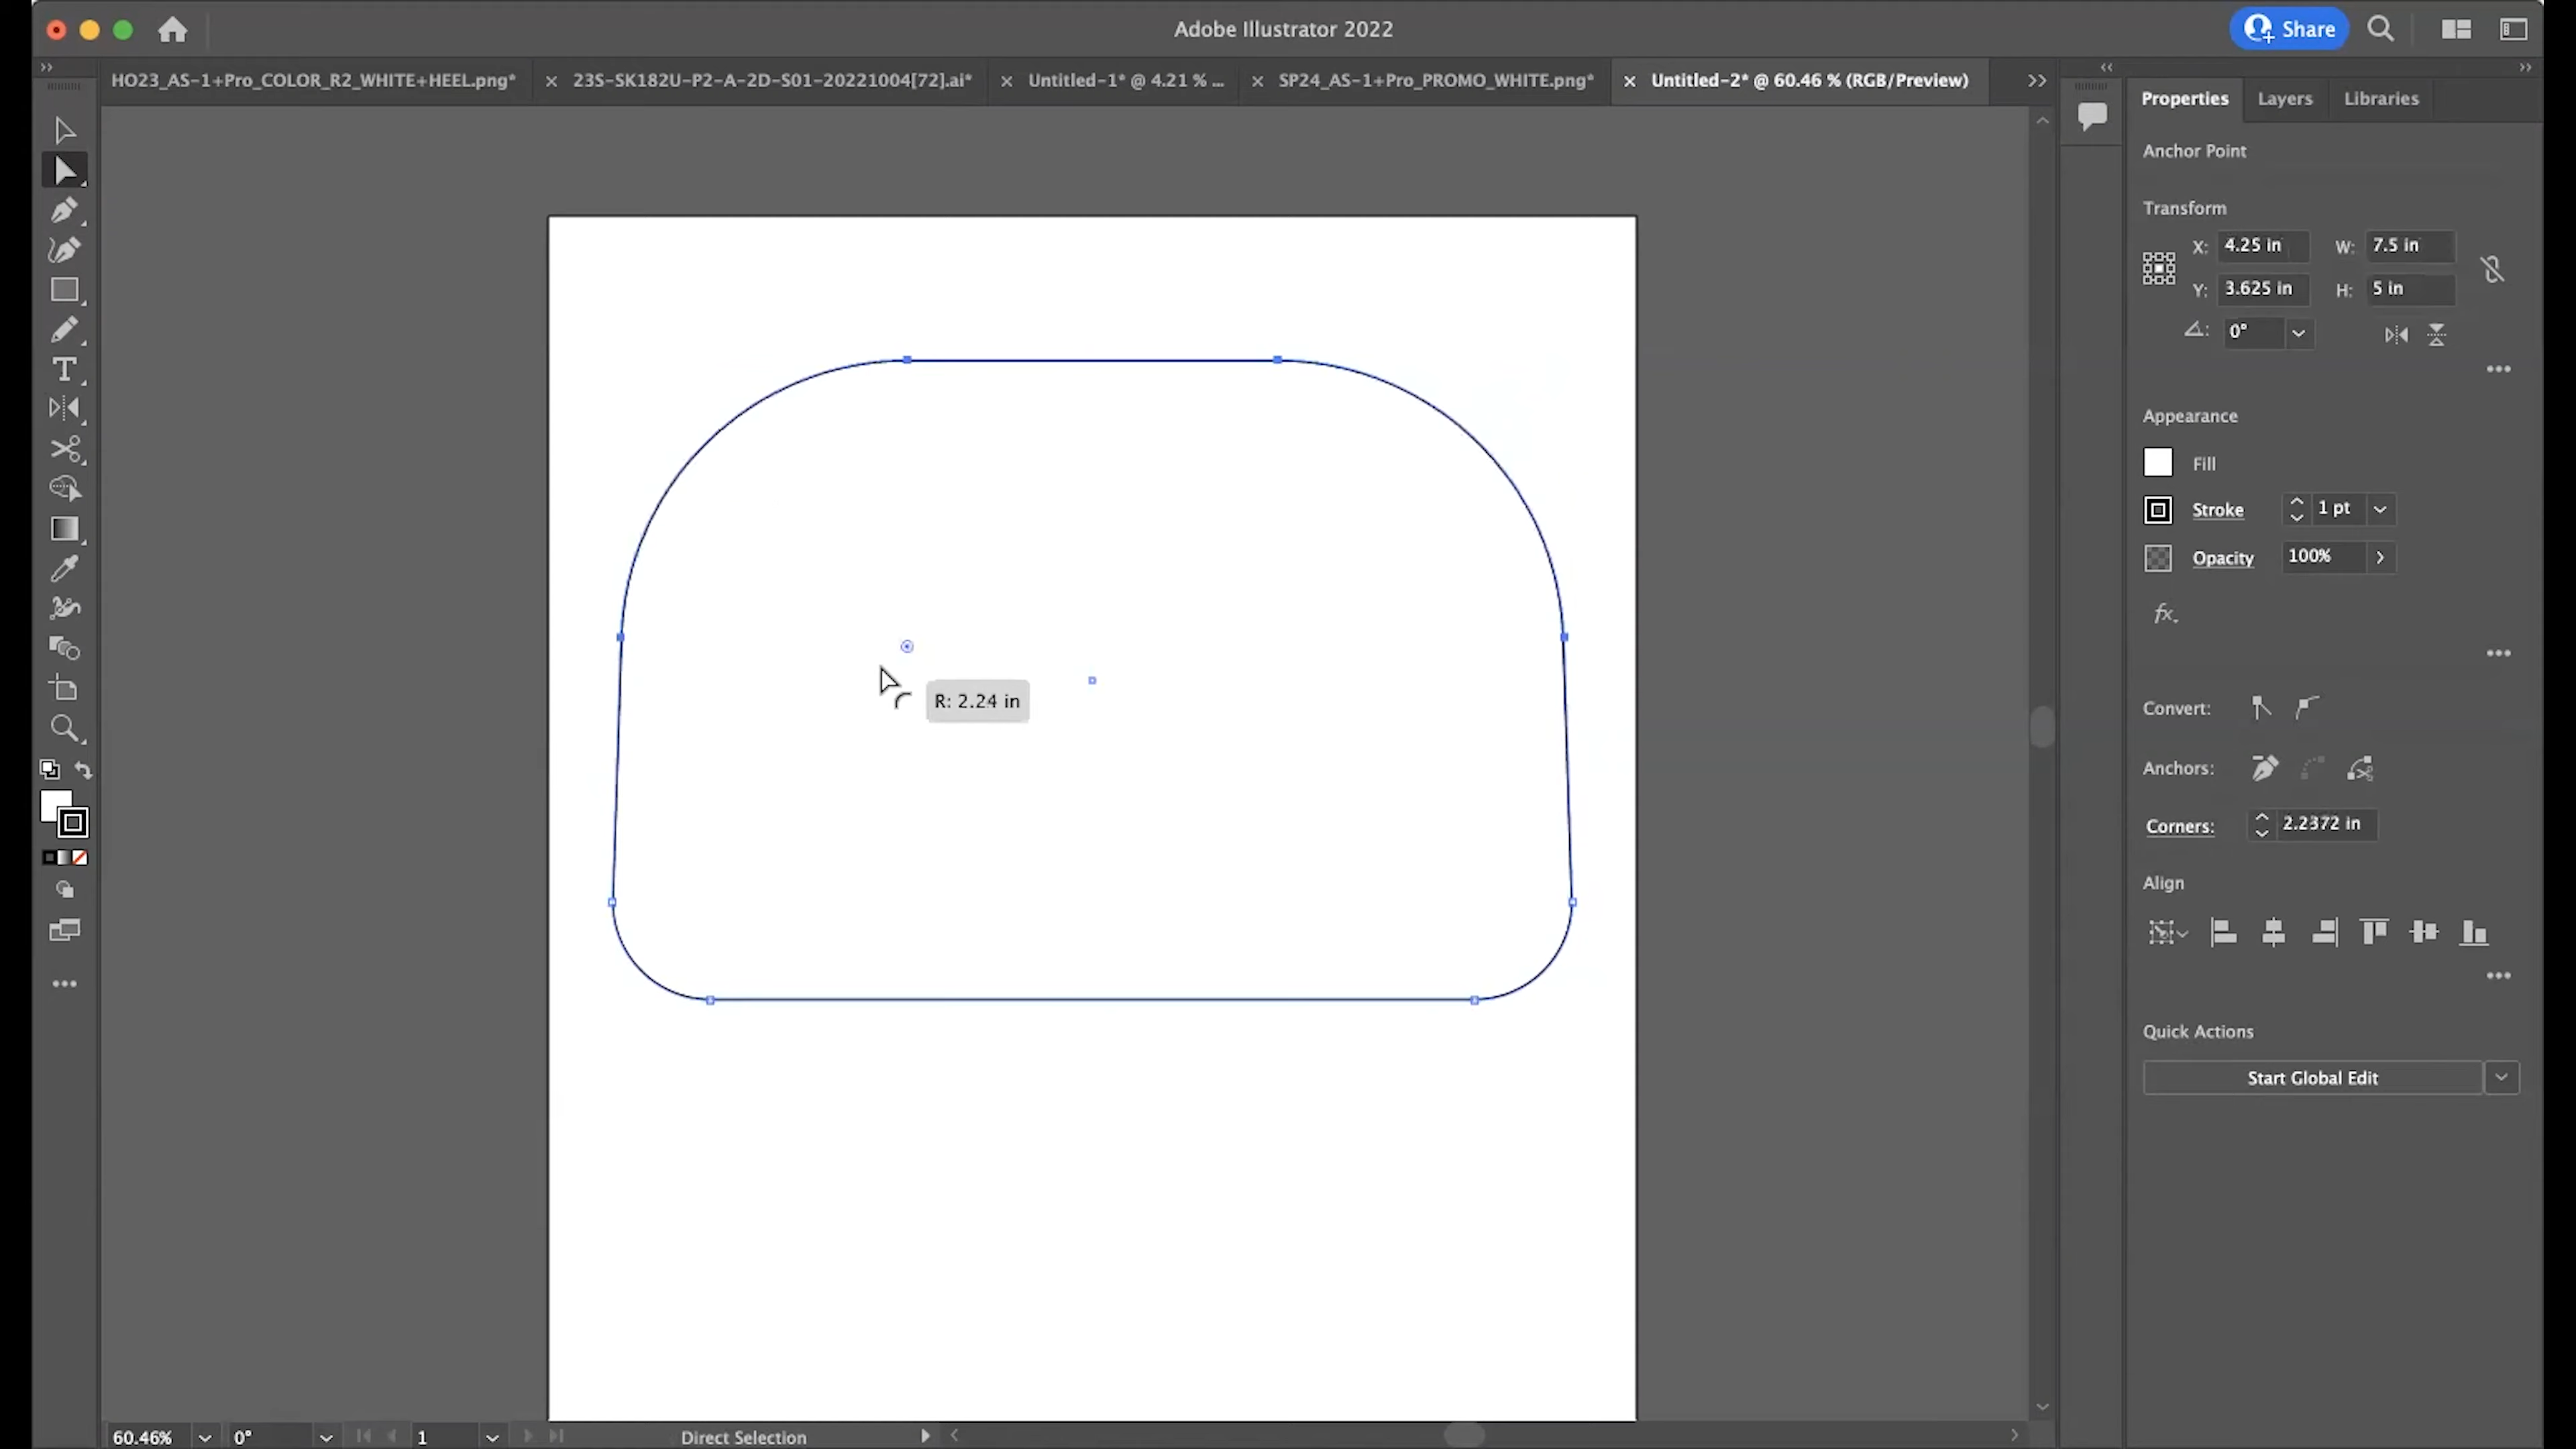 Adobe Illustrator 2022
Share
HO23_AS-1+Pro_COLOR_R2_WHITE+HEEL.png*
23S-SK182U-P2-A-2D-S01-20221004[72].ai*
Untitled-1* @ 4.21 % ...
SP24_AS-1+Pro_PROMO_WHITE.png*
Untitled-2* @ 60.46 % (RGB/Preview)
Properties
Layers
Libraries
Anchor Point
Transform
X: 4.25 in
W: 7.5 in
Y: 3.625 in
H: 5 in
0°
Appearance
Fill
Stroke
1 pt
Opacity
100%
fx.
R: 2.24 in
Convert:
Anchors:
Corners:
2.2372 in
Align
Quick Actions
Start Global Edit
60.46%
0°
1
Direct Selection